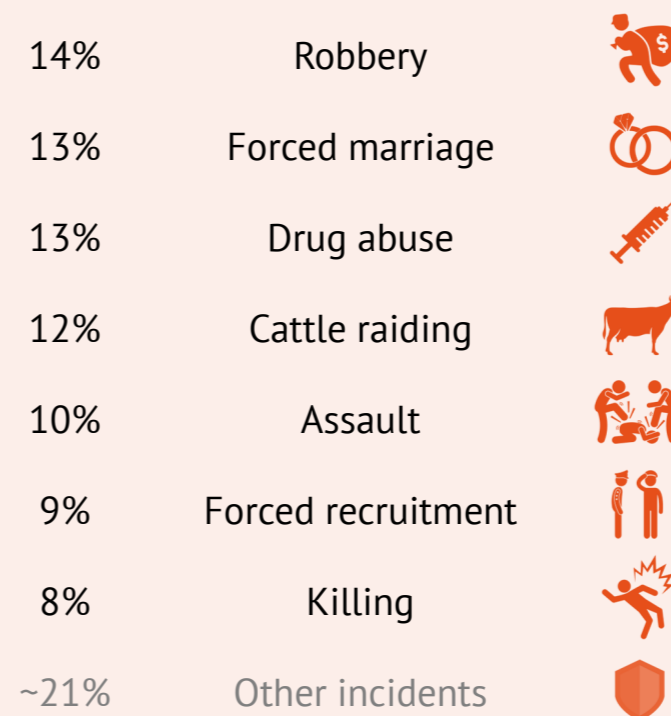 14% Robbery
$
13% Forced marriage
13% Drug abuse
12% Cattle raiding
10% Assault
9% Forced recruitment
8% Killing
~21% Other incidents